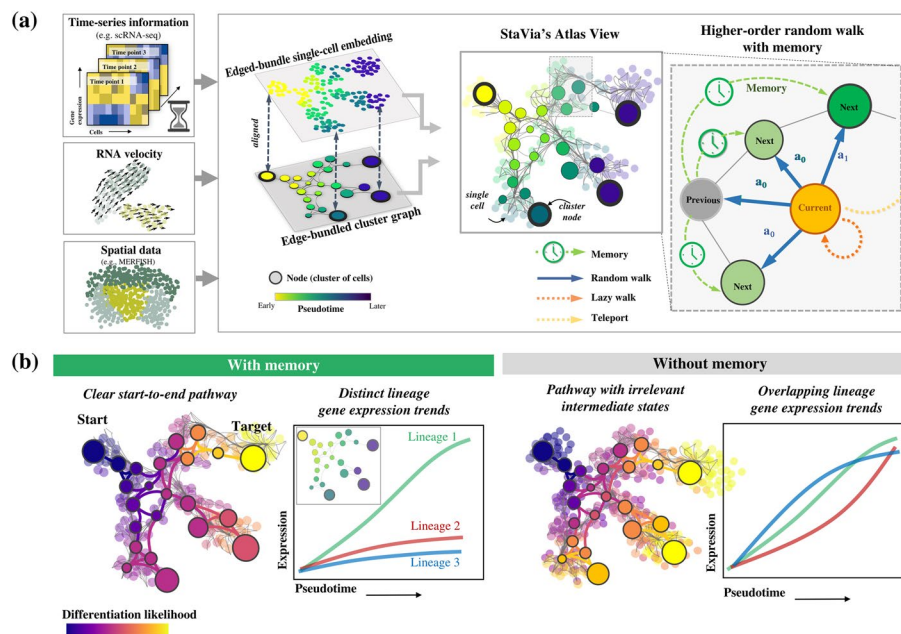 (a)
Time-series information
(e.g. scRNA-seq)
Time point 3
Time point 2
Time point 1
Gene
expression
Cells
RNA velocity
Spatial data
(e.g., MERFISH)
Edged-bundle single-cell embedding
aligned
Edge-bundled cluster graph
Node (cluster of cells)
Early
Later
Pseudotime
StaVia's Atlas View
single
cell
cluster
node
Memory
Random walk
Lazy walk
Teleport
Higher-order random walk
with memory
Memory
Next
Next
a₀
a₁
a₀
Previous
Current
a₀
Next
(b)
With memory
Clear start-to-end pathway
Start
Target
Distinct lineage
gene expression trends
Lineage 1
Lineage 2
Lineage 3
Expression
Pseudotime
Differentiation likelihood
Without memory
Pathway with irrelevant
intermediate states
Overlapping lineage
gene expression trends
Expression
Pseudotime